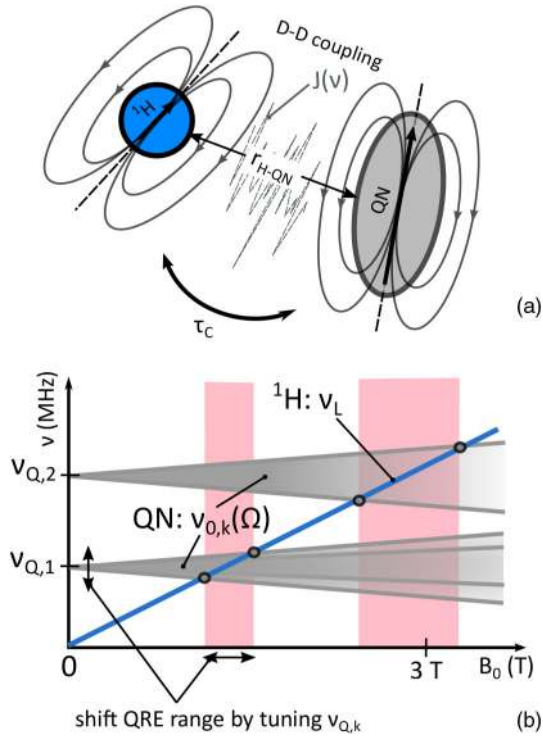 D-D coupling
¹H
J(ν)
r_H-QN
QN
τ_C
(a)
ν (MHz)
¹H: ν_L
ν_Q,2
QN: ν_0,k(Ω)
ν_Q,1
0
3 T
B_0 (T)
shift QRE range by tuning ν_Q,k
(b)